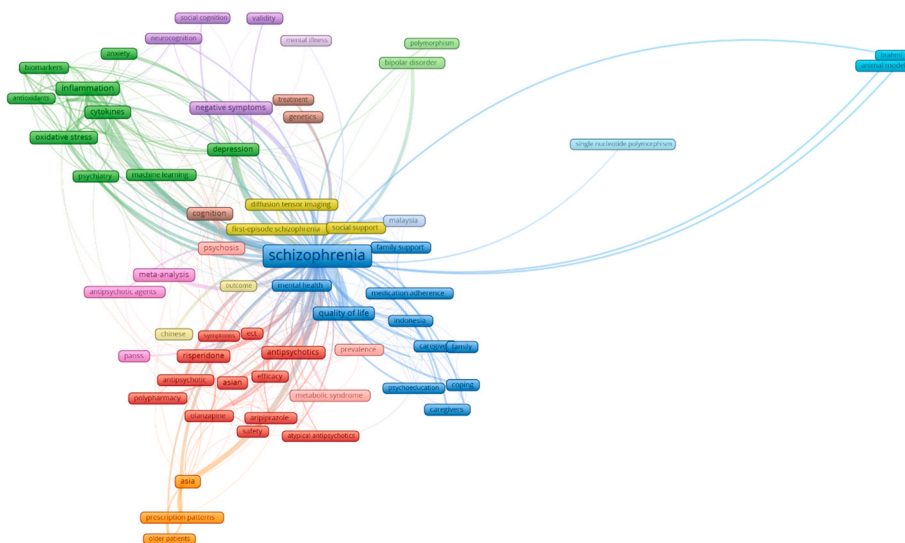 social cognition
validity
neurocognition
mental illness
polymorphism
anxiety
bipolar disorder
biomarkers
animal model
inflammation
antioxidants
negative symptoms
treatment
cytokines
genetics
oxidative stress
single nucleotide polymorphism
depression
psychiatry
machine learning
diffusion tensor imaging
cognition
malaysia
first-episode schizophrenia
social support
psychosis
family support
schizophrenia
meta-analysis
outcome
mental health
antipsychotic agents
medication adherence
quality of life
indonesia
chinese
symptoms
ect
caregiver
family
panss
risperidone
antipsychotics
prevalence
antipsychotic
asian
efficacy
psychoeducation
coping
polypharmacy
metabolic syndrome
caregivers
olanzapine
aripiprazole
safety
atypical antipsychotics
asia
prescription patterns
older patients